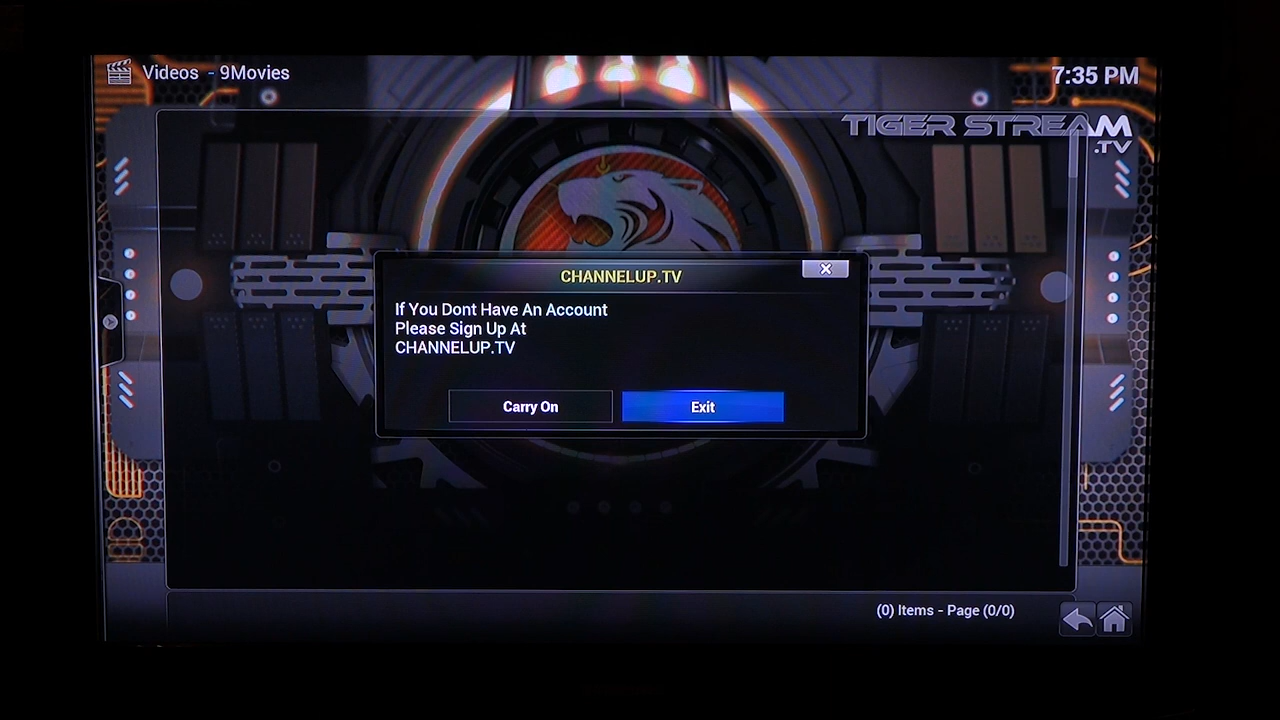 Videos - 9Movies
7:35 PM
TIGER STREAM
.TV
CHANNELUP.TV
If You Dont Have An Account
Please Sign Up At
CHANNELUP.TV
Carry On
Exit
(0) Items - Page (0/0)